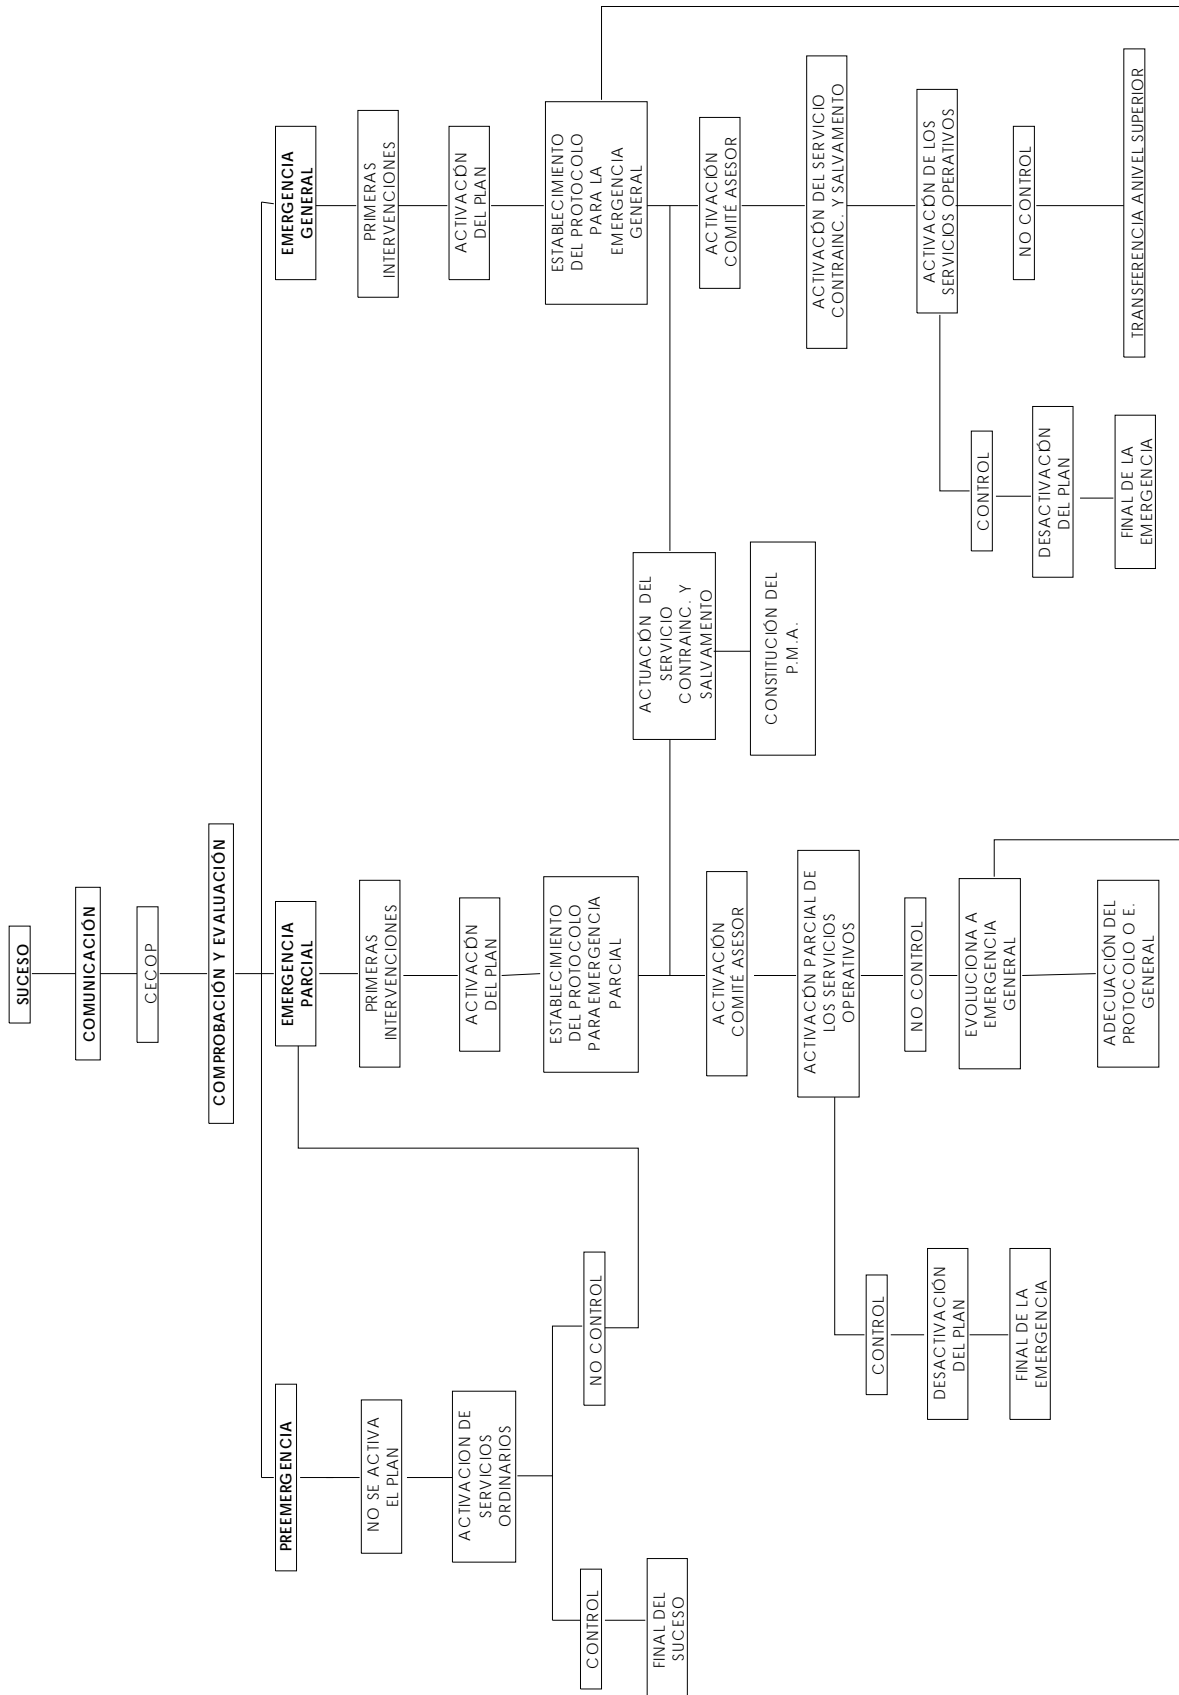 SUCESO
COMUNICACIÓN
CECOP
COMPROBACIÓN Y EVALUACIÓN
PREEMERGENCIA
NO SE ACTIVA
EL PLAN
ACTIVACION DE
SERVICIOS
ORDINARIOS
CONTROL
FINAL DEL
SUCESO
NO CONTROL
EMERGENCIA
PARCIAL
PRIMERAS
INTERVENCIONES
ACTIVACIÓN
DEL PLAN
ESTABLECIMIENTO
DEL PROTOCOLO
PARA EMERGENCIA
PARCIAL
ACTIVACIÓN
COMITÉ ASESOR
ACTIVACIÓN PARCIAL DE
LOS SERVICIOS
OPERATIVOS
CONTROL
DESACTIVACIÓN
DEL PLAN
FINAL DE LA
EMERGENCIA
NO CONTROL
EVOLUCIONA A
EMERGENCIA
GENERAL
ADECUACIÓN DEL
PROTOCOLO O E.
GENERAL
ACTUACIÓN DEL
SERVICIO
CONTRAINC. Y
SALVAMENTO
CONSTITUCIÓN DEL
P.M.A.
EMERGENCIA
GENERAL
PRIMERAS
INTERVENCIONES
ACTIVACIÓN
DEL PLAN
ESTABLECIMIENTO
DEL PROTOCOLO
PARA LA
EMERGENCIA
GENERAL
ACTIVACIÓN
COMITÉ ASESOR
ACTIVACIÓN DEL SERVICIO
CONTRAINC. Y SALVAMENTO
ACTIVACIÓN DE LOS
SERVICIOS OPERATIVOS
CONTROL
DESACTIVACIÓN
DEL PLAN
FINAL DE LA
EMERGENCIA
NO CONTROL
TRANSFERENCIA A NIVEL SUPERIOR